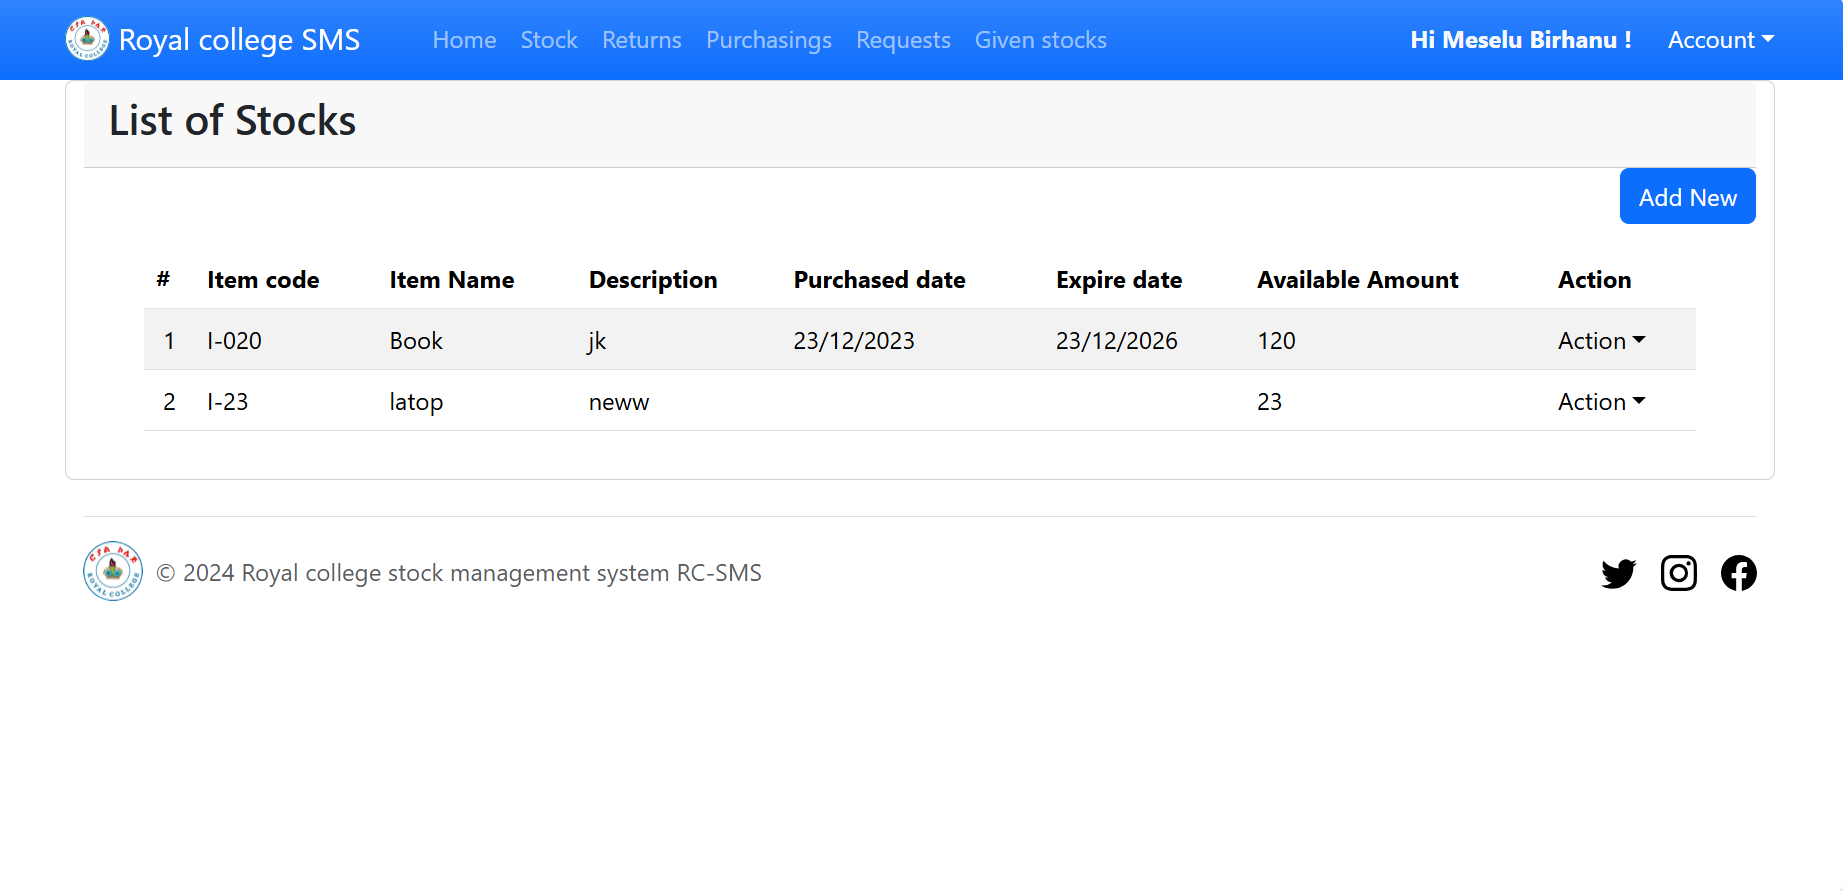 Royal college SMS Home Stock Returns Purchasings Requests Given stocks Hi Meselu Birhanu ! Account
List of Stocks
Add New
# Item code Item Name Description Purchased date Expire date Available Amount Action
1 I-020 Book jk 23/12/2023 23/12/2026 120 Action
2 I-23 latop neww 23 Action
ROYAL COLLEGE
© 2024 Royal college stock management system RC-SMS